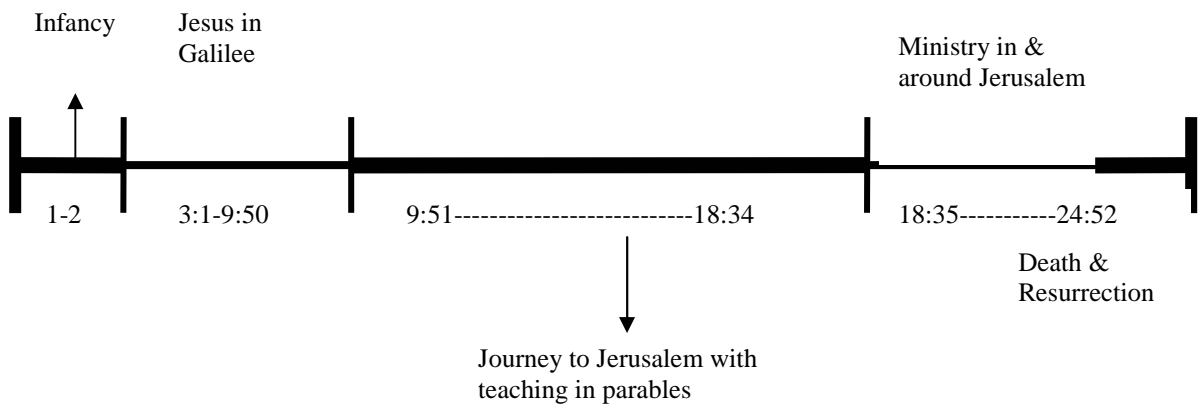 Infancy
Jesus in
Galilee
Ministry in &
around Jerusalem
1-2
3:1-9:50
9:51---------------------------18:34
18:35-----------24:52
Death &
Resurrection
Journey to Jerusalem with
teaching in parables